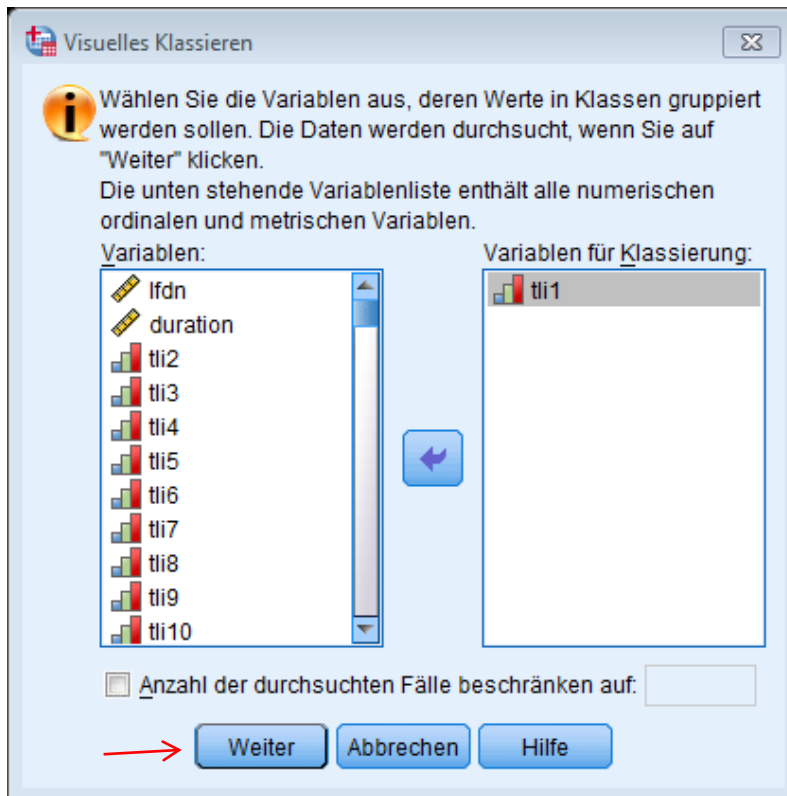 Visuelles Klassieren
Wählen Sie die Variablen aus, deren Werte in Klassen gruppiert
werden sollen. Die Daten werden durchsucht, wenn Sie auf
"Weiter" klicken.
Die unten stehende Variablenliste enthält alle numerischen
ordinalen und metrischen Variablen.
Variablen:
lfdn
duration
tli2
tli3
tli4
tli5
tli6
tli7
tli8
tli9
tli10
Variablen für Klassierung:
tli1
Anzahl der durchsuchten Fälle beschränken auf:
Weiter Abbrechen Hilfe